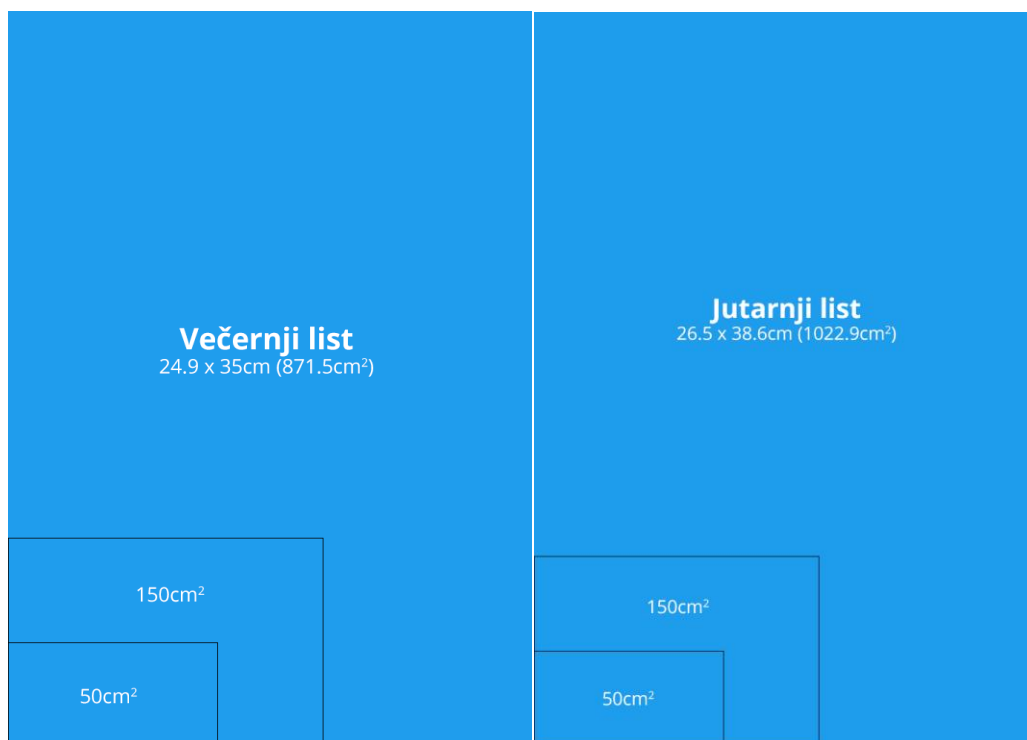 Večernji list
24.9 x 35cm (871.5cm²)
150cm²
50cm²
Jutarnji list
26.5 x 38.6cm (1022.9cm²)
150cm²
50cm²